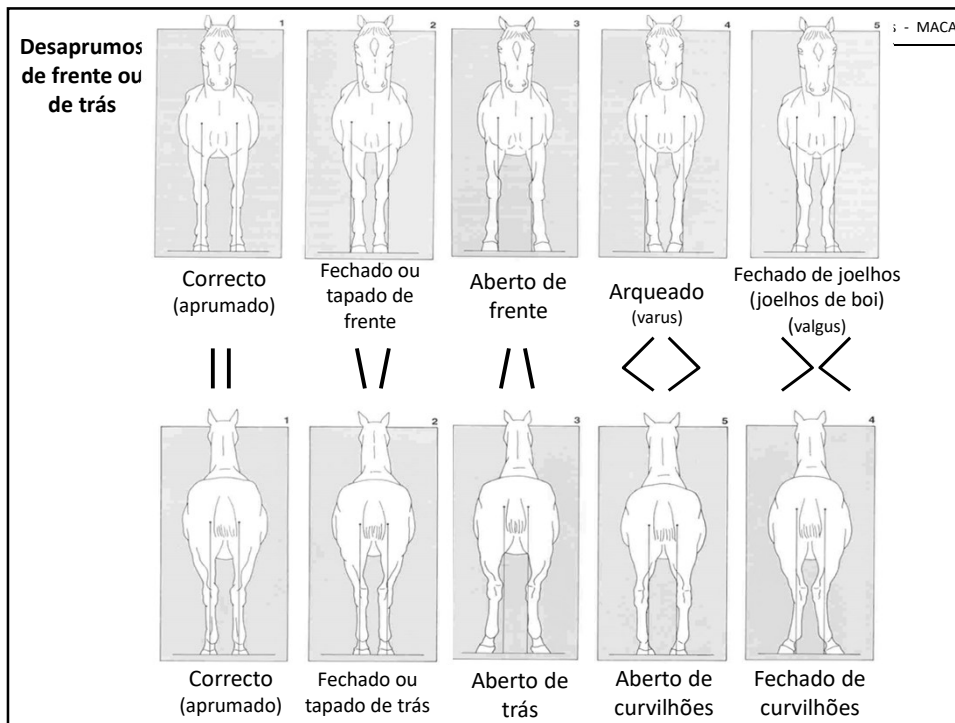 Desaprumos
de frente ou
de trás
- MACA
1
2
3
4
5
Correcto
(aprumado)
Fechado ou
tapado de
frente
Aberto de
frente
Arqueado
(varus)
Fechado de joelhos
(joelhos de boi)
(valgus)
1
2
3
5
4
Correcto
(aprumado)
Fechado ou
tapado de trás
Aberto de
trás
Aberto de
curvilhões
Fechado de
curvilhões